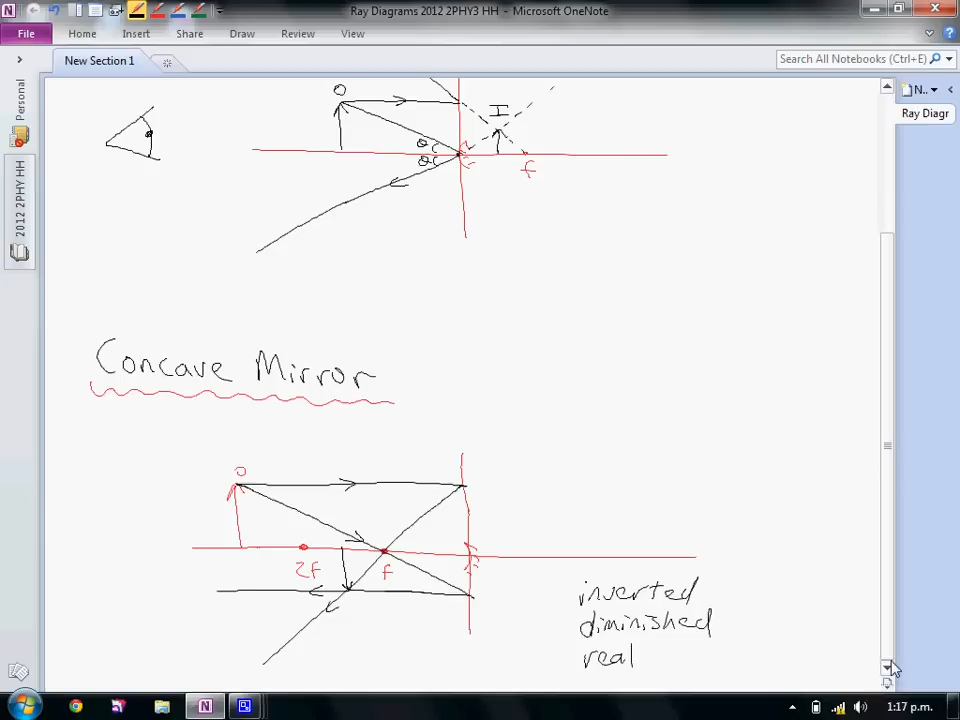 Ray Diagrams 2012 2PHY3 HH - Microsoft OneNote
File Home Insert Share Draw Review View
New Section 1
Search All Notebooks (Ctrl+E)
N..
Ray Diagr
Personal
2012 2PHY HH
O
I
θ
θ
f
Concave Mirror
O
2f
f
inverted
diminished
real
1:17 p.m.